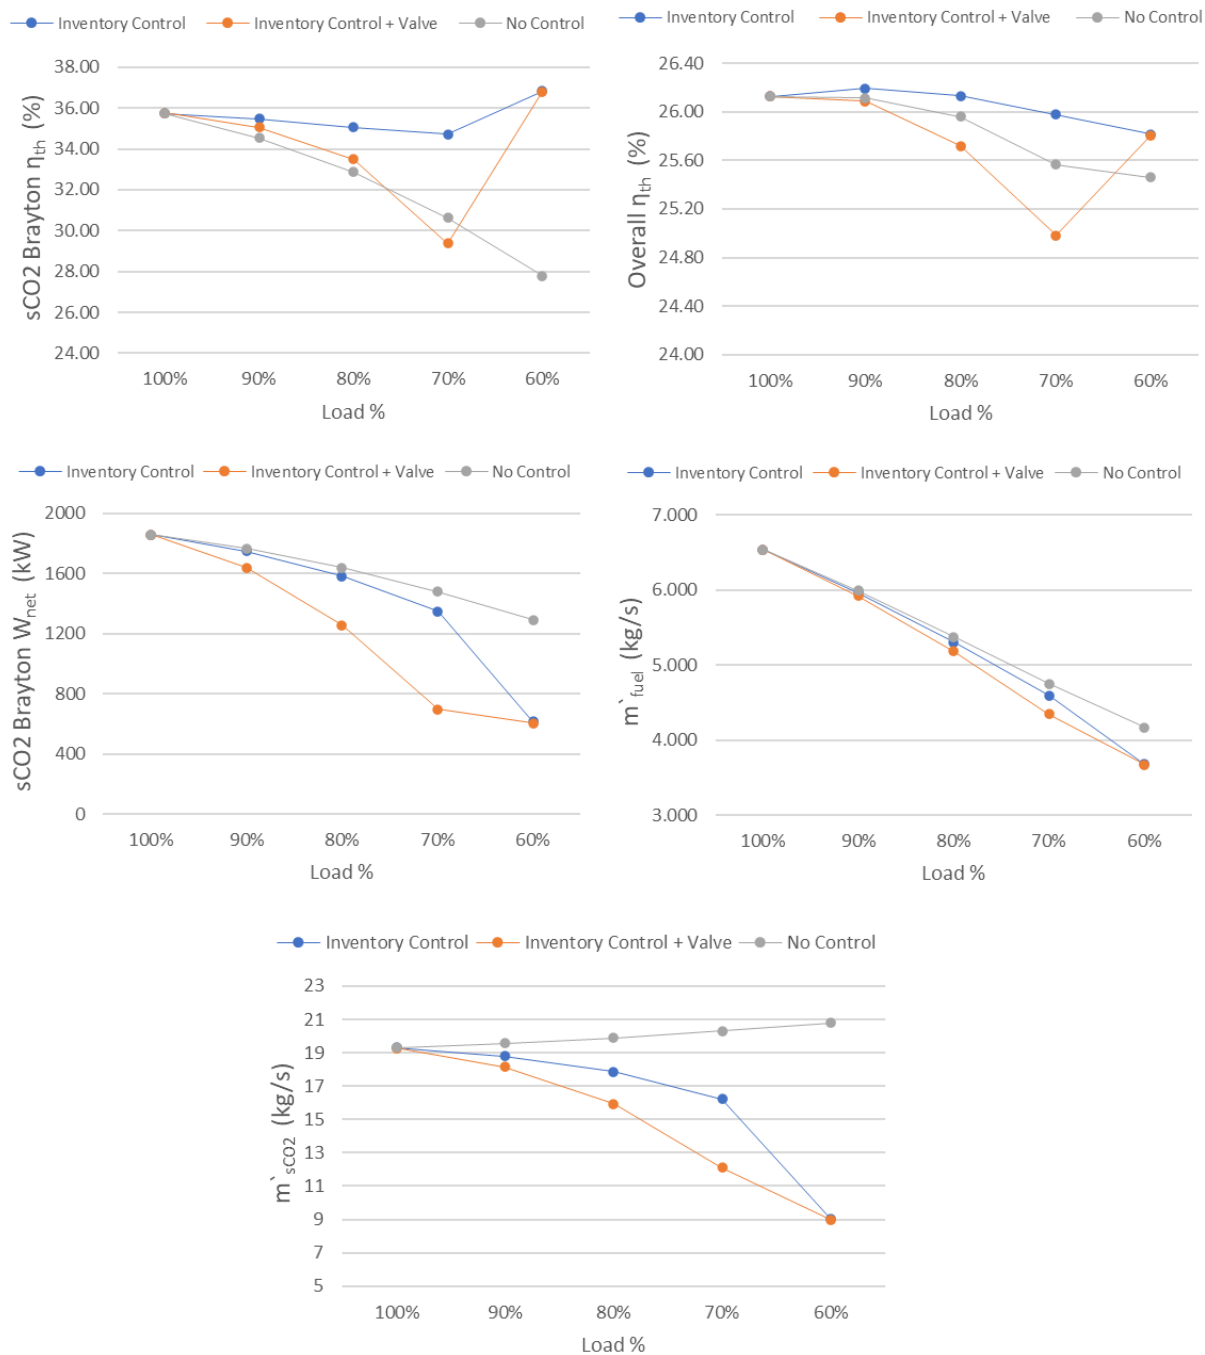 Inventory Control Inventory Control + Valve No Control
38.00
36.00
34.00
32.00
30.00
28.00
26.00
24.00
sCO2 Brayton ηth (%)
100% 90% 80% 70% 60%
Load %
Inventory Control Inventory Control + Valve No Control
26.40
26.00
25.60
25.20
24.80
24.40
24.00
Overall ηth (%)
100% 90% 80% 70% 60%
Load %
Inventory Control Inventory Control + Valve No Control
2000
1600
1200
800
400
0
sCO2 Brayton Wnet (kW)
100% 90% 80% 70% 60%
Load %
Inventory Control Inventory Control + Valve No Control
7.000
6.000
5.000
4.000
3.000
m`fuel (kg/s)
100% 90% 80% 70% 60%
Load %
Inventory Control Inventory Control + Valve No Control
23
21
19
17
15
13
11
9
7
5
m`sCO2 (kg/s)
100% 90% 80% 70% 60%
Load %